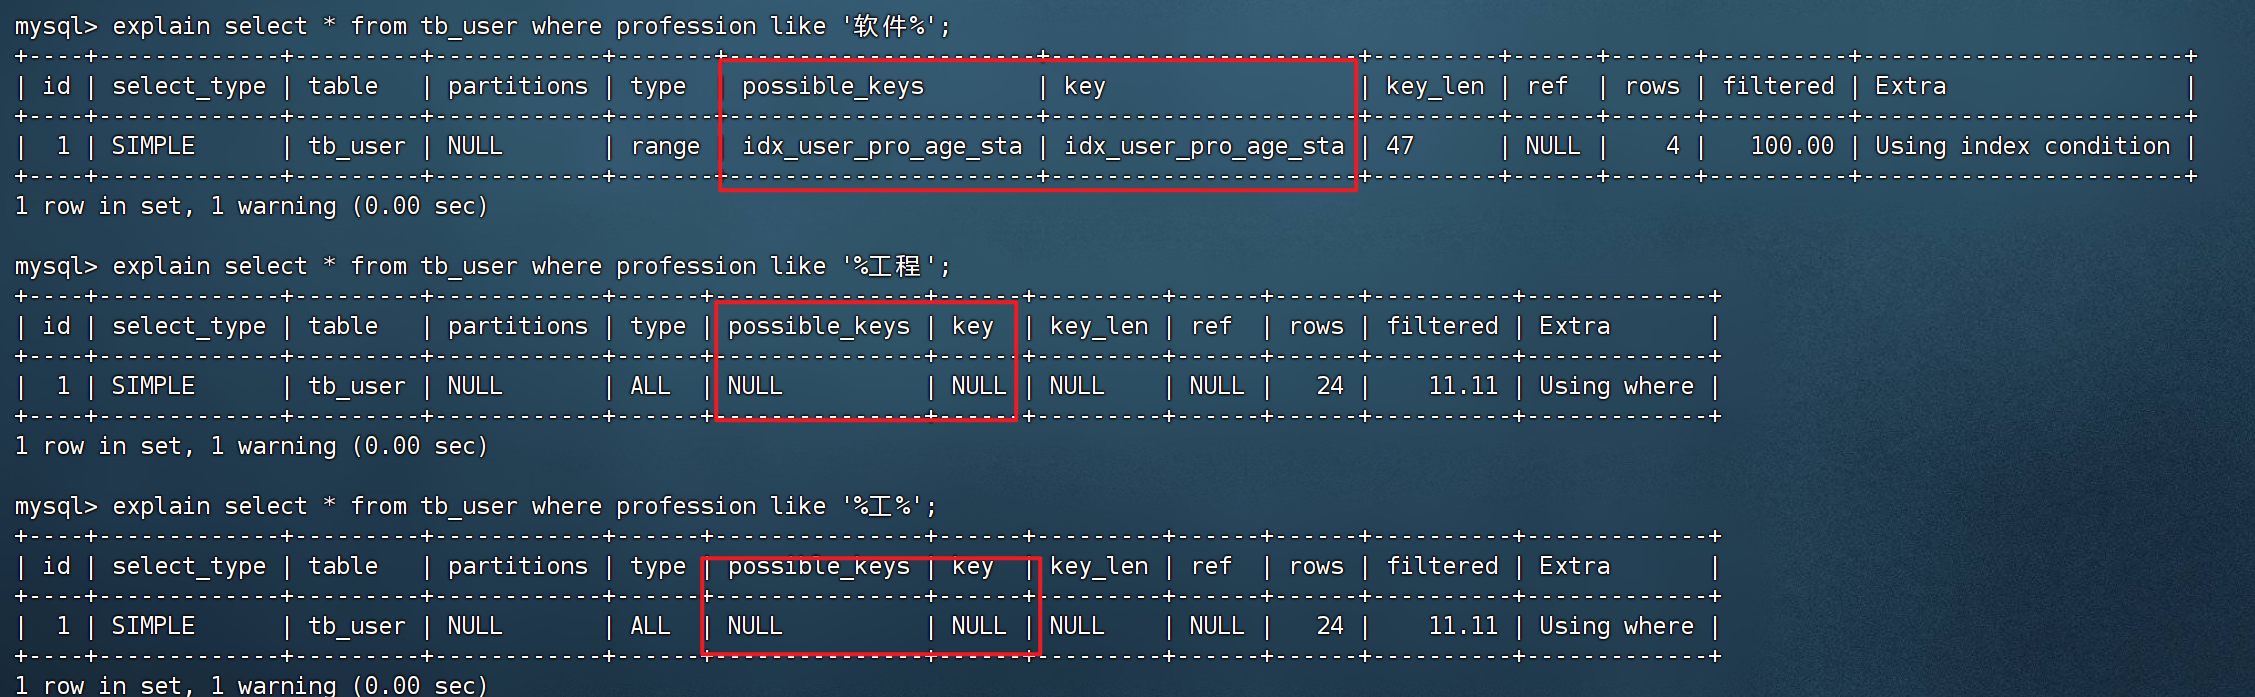 mysql> explain select * from tb_user where profession like '软件%';
+----+-------------+---------+------------+-------+----------------------+----------------------+---------+------+------+----------+-----------------------+
| id | select_type | table   | partitions | type  | possible_keys        | key                  | key_len | ref  | rows | filtered | Extra                 |
+----+-------------+---------+------------+-------+----------------------+----------------------+---------+------+------+----------+-----------------------+
|  1 | SIMPLE      | tb_user | NULL       | range | idx_user_pro_age_sta | idx_user_pro_age_sta | 47      | NULL |    4 |   100.00 | Using index condition |
+----+-------------+---------+------------+-------+----------------------+----------------------+---------+------+------+----------+-----------------------+
1 row in set, 1 warning (0.00 sec)
mysql> explain select * from tb_user where profession like '%工程';
+----+-------------+---------+------------+------+---------------+------+---------+------+------+----------+-------------+
| id | select_type | table   | partitions | type | possible_keys | key  | key_len | ref  | rows | filtered | Extra       |
+----+-------------+---------+------------+------+---------------+------+---------+------+------+----------+-------------+
|  1 | SIMPLE      | tb_user | NULL       | ALL  | NULL          | NULL | NULL    | NULL |   24 |    11.11 | Using where |
+----+-------------+---------+------------+------+---------------+------+---------+------+------+----------+-------------+
1 row in set, 1 warning (0.00 sec)
mysql> explain select * from tb_user where profession like '%工%';
+----+-------------+---------+------------+------+---------------+------+---------+------+------+----------+-------------+
| id | select_type | table   | partitions | type | possible_keys | key  | key_len | ref  | rows | filtered | Extra       |
+----+-------------+---------+------------+------+---------------+------+---------+------+------+----------+-------------+
|  1 | SIMPLE      | tb_user | NULL       | ALL  | NULL          | NULL | NULL    | NULL |   24 |    11.11 | Using where |
+----+-------------+---------+------------+------+---------------+------+---------+------+------+----------+-------------+
1 row in set, 1 warning (0.00 sec)